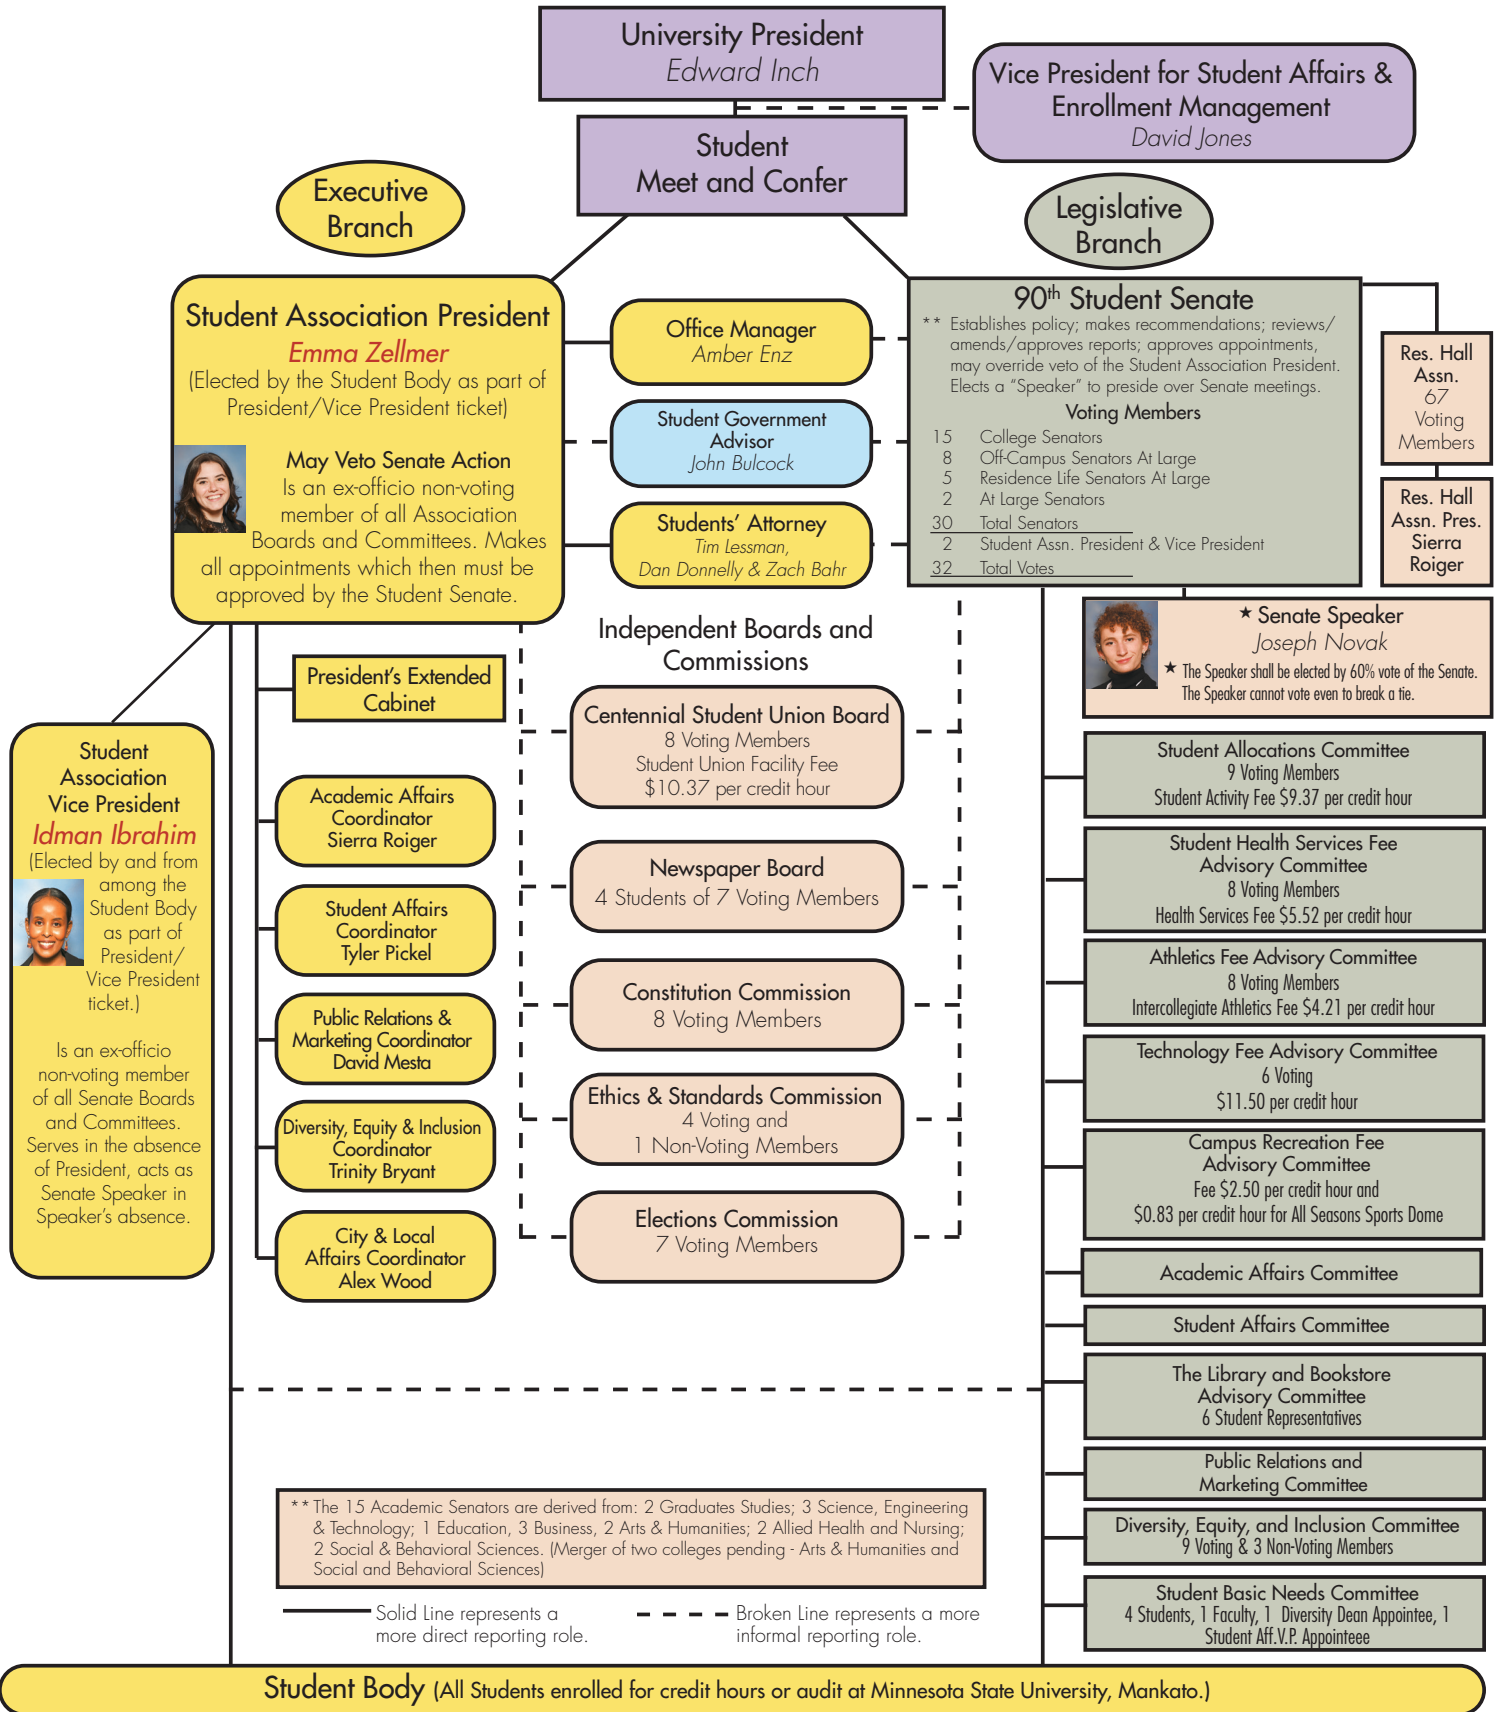 University President
Edward Inch
Vice President for Student Affairs &
Enrollment Management
David Jones
Student
Meet and Confer
Executive
Branch
Legislative
Branch
Student Association President
Emma Zellmer
(Elected by the Student Body as part of
President/Vice President ticket)
May Veto Senate Action
Is an ex-officio non-voting
member of all Association
Boards and Committees. Makes
all appointments which then must be
approved by the Student Senate.
Office Manager
Amber Enz
Student Government
Advisor
John Bulcock
Students' Attorney
Tim Lessman,
Dan Donnelly & Zach Bahr
90th Student Senate
** Establishes policy; makes recommendations; reviews/
amends/approves reports; approves appointments,
may override veto of the Student Association President.
Elects a "Speaker" to preside over Senate meetings.
Voting Members
15 College Senators
8 Off-Campus Senators At Large
5 Residence Life Senators At Large
2 At Large Senators
30 Total Senators
2 Student Assn. President & Vice President
32 Total Votes
Res. Hall
Assn.
67
Voting
Members
Res. Hall
Assn. Pres.
Sierra
Roiger
★ Senate Speaker
Joseph Novak
★ The Speaker shall be elected by 60% vote of the Senate.
The Speaker cannot vote even to break a tie.
Student
Association
Vice President
Idman Ibrahim
(Elected by and from
among the
Student Body
as part of
President/
Vice President
ticket.)
Is an ex-officio
non-voting member
of all Senate Boards
and Committees.
Serves in the absence
of President, acts as
Senate Speaker in
Speaker's absence.
President's Extended
Cabinet
Academic Affairs
Coordinator
Sierra Roiger
Student Affairs
Coordinator
Tyler Pickel
Public Relations &
Marketing Coordinator
David Mesta
Diversity, Equity & Inclusion
Coordinator
Trinity Bryant
City & Local
Affairs Coordinator
Alex Wood
Independent Boards and
Commissions
Centennial Student Union Board
8 Voting Members
Student Union Facility Fee
$10.37 per credit hour
Newspaper Board
4 Students of 7 Voting Members
Constitution Commission
8 Voting Members
Ethics & Standards Commission
4 Voting and
1 Non-Voting Members
Elections Commission
7 Voting Members
Student Allocations Committee
9 Voting Members
Student Activity Fee $9.37 per credit hour
Student Health Services Fee
Advisory Committee
8 Voting Members
Health Services Fee $5.52 per credit hour
Athletics Fee Advisory Committee
8 Voting Members
Intercollegiate Athletics Fee $4.21 per credit hour
Technology Fee Advisory Committee
6 Voting
$11.50 per credit hour
Campus Recreation Fee
Advisory Committee
Fee $2.50 per credit hour and
$0.83 per credit hour for All Seasons Sports Dome
Academic Affairs Committee
Student Affairs Committee
The Library and Bookstore
Advisory Committee
6 Student Representatives
Public Relations and
Marketing Committee
Diversity, Equity, and Inclusion Committee
9 Voting & 3 Non-Voting Members
Student Basic Needs Committee
4 Students, 1 Faculty, 1 Diversity Dean Appointee, 1
Student Aff.V.P. Appointeee
** The 15 Academic Senators are derived from: 2 Graduates Studies; 3 Science, Engineering
& Technology; 1 Education, 3 Business, 2 Arts & Humanities; 2 Allied Health and Nursing;
2 Social & Behavioral Sciences. (Merger of two colleges pending - Arts & Humanities and
Social and Behavioral Sciences)
Solid Line represents a
more direct reporting role.
Broken Line represents a more
informal reporting role.
Student Body (All Students enrolled for credit hours or audit at Minnesota State University, Mankato.)